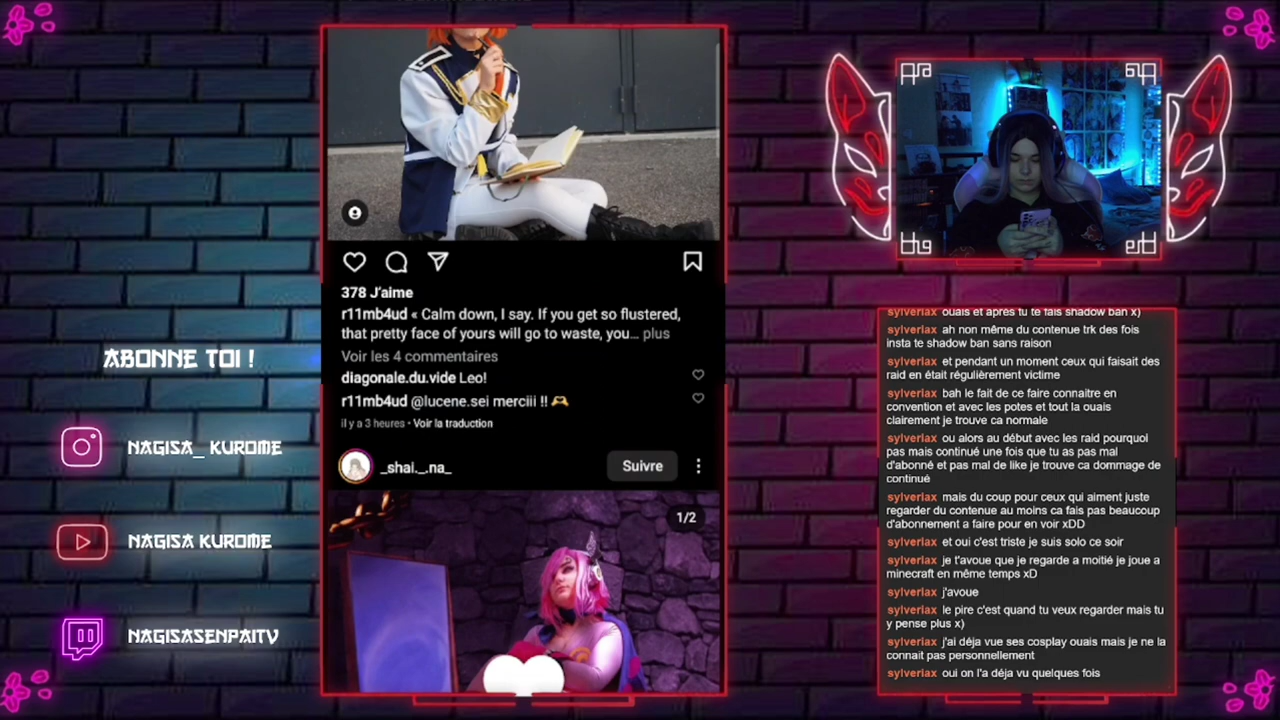 ABONNE TOI !
NAGISA_ KUROME
NAGISA KUROME
NAGISASENPAITV
378 J'aime
r11mb4ud « Calm down, I say. If you get so flustered,
that pretty face of yours will go to waste, you... plus
Voir les 4 commentaires
diagonale.du.vide Leo!
r11mb4ud @lucene.sei merciii !! 🫶
il y a 3 heures • Voir la traduction
_shai._.na_
Suivre
1/2
sylveriax ouais et après tu te fais shadow ban x)
sylveriax ah non même du contenue trk des fois
insta te shadow ban sans raison
sylveriax et pendant un moment ceux qui faisait des
raid en était régulièrement victime
sylveriax bah le fait de ce faire connaitre en
convention et avec les potes et tout la ouais
clairement je trouve ca normale
sylveriax ou alors au début avec les raid pourquoi
pas mais continué une fois que tu as pas mal
d'abonné et pas mal de like je trouve ca dommage de
continué
sylveriax mais du coup pour ceux qui aiment juste
regarder du contenue au moins ca fais pas beaucoup
d'abonnement a faire pour en voir xDD
sylveriax et oui c'est triste je suis solo ce soir
sylveriax je t'avoue que je regarde a moitié je joue a
minecraft en même temps xD
sylveriax j'avoue
sylveriax le pire c'est quand tu veux regarder mais tu
y pense plus x)
sylveriax j'ai déja vue ses cosplay ouais mais je ne la
connait pas personnellement
sylveriax oui on l'a déja vu quelques fois